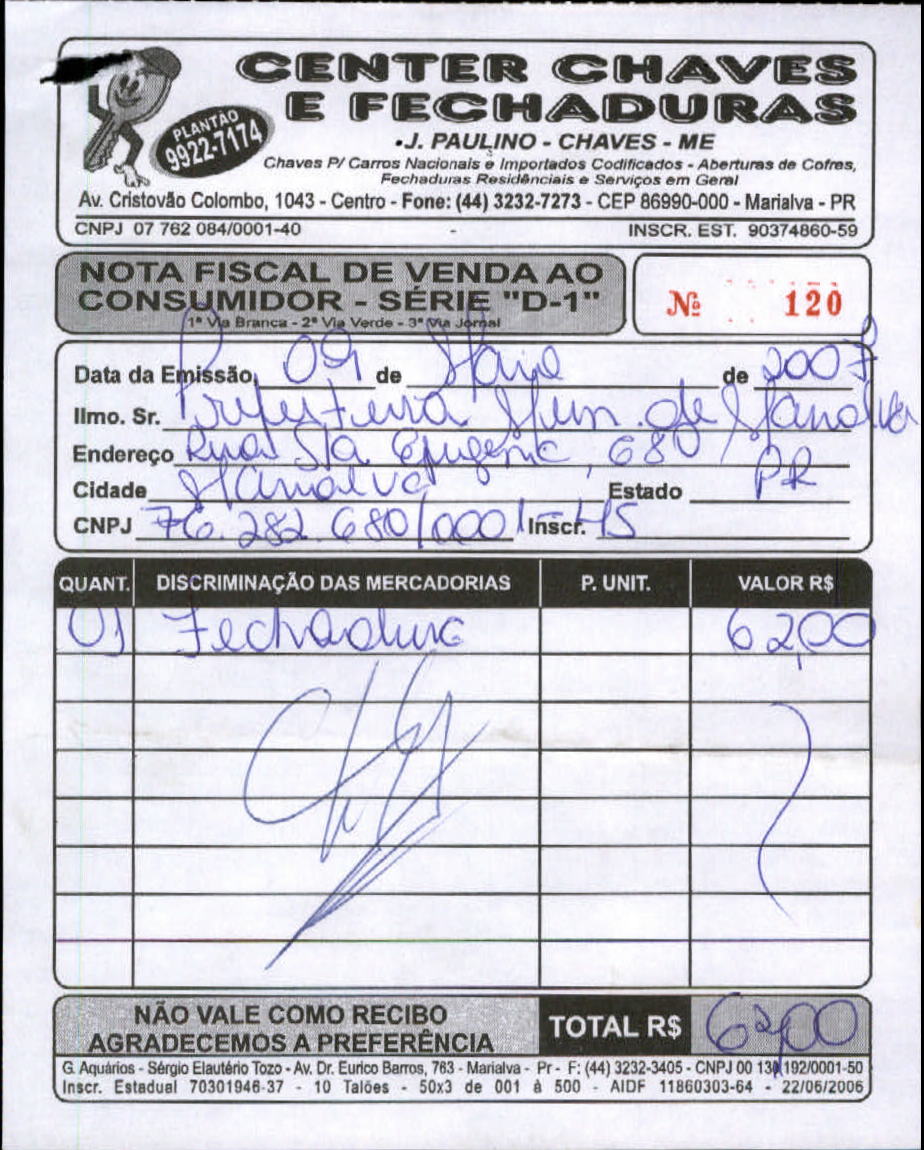 CENTER CHAVES
E FECHADURAS
PLANTÃO
9922-7174
•J. PAULINO - CHAVES - ME
Chaves P/ Carros Nacionais e Importados Codificados - Aberturas de Cofres,
Fechaduras Residênciais e Serviços em Geral
Av. Cristovão Colombo, 1043 - Centro - Fone: (44) 3232-7273 - CEP 86990-000 - Marialva - PR
CNPJ 07 762 084/0001-40 INSCR. EST. 90374860-59
NOTA FISCAL DE VENDA AO
CONSUMIDOR - SÉRIE "D-1"
1ª Via Branca - 2ª Via Verde - 3ª Via Jornal
Nº 120
Data da Emissão, 09 de Maio de 2007
Ilmo. Sr. Prefeitura Mun. de Marialva
Endereço Rua Sta Efigenia, 680
Cidade Marialva Estado PR
CNPJ 76.282.680/0001-45 Inscr.
QUANT. DISCRIMINAÇÃO DAS MERCADORIAS P. UNIT. VALOR R$
01 Fechadura 62,00
NÃO VALE COMO RECIBO
AGRADECEMOS A PREFERÊNCIA
TOTAL R$ 62,00
G. Aquários - Sérgio Elautério Tozo - Av. Dr. Eurico Barros, 763 - Marialva - Pr - F: (44) 3232-3405 - CNPJ 00 130 192/0001-50
Inscr. Estadual 70301946-37 - 10 Talões - 50x3 de 001 à 500 - AIDF 11860303-64 - 22/06/2006